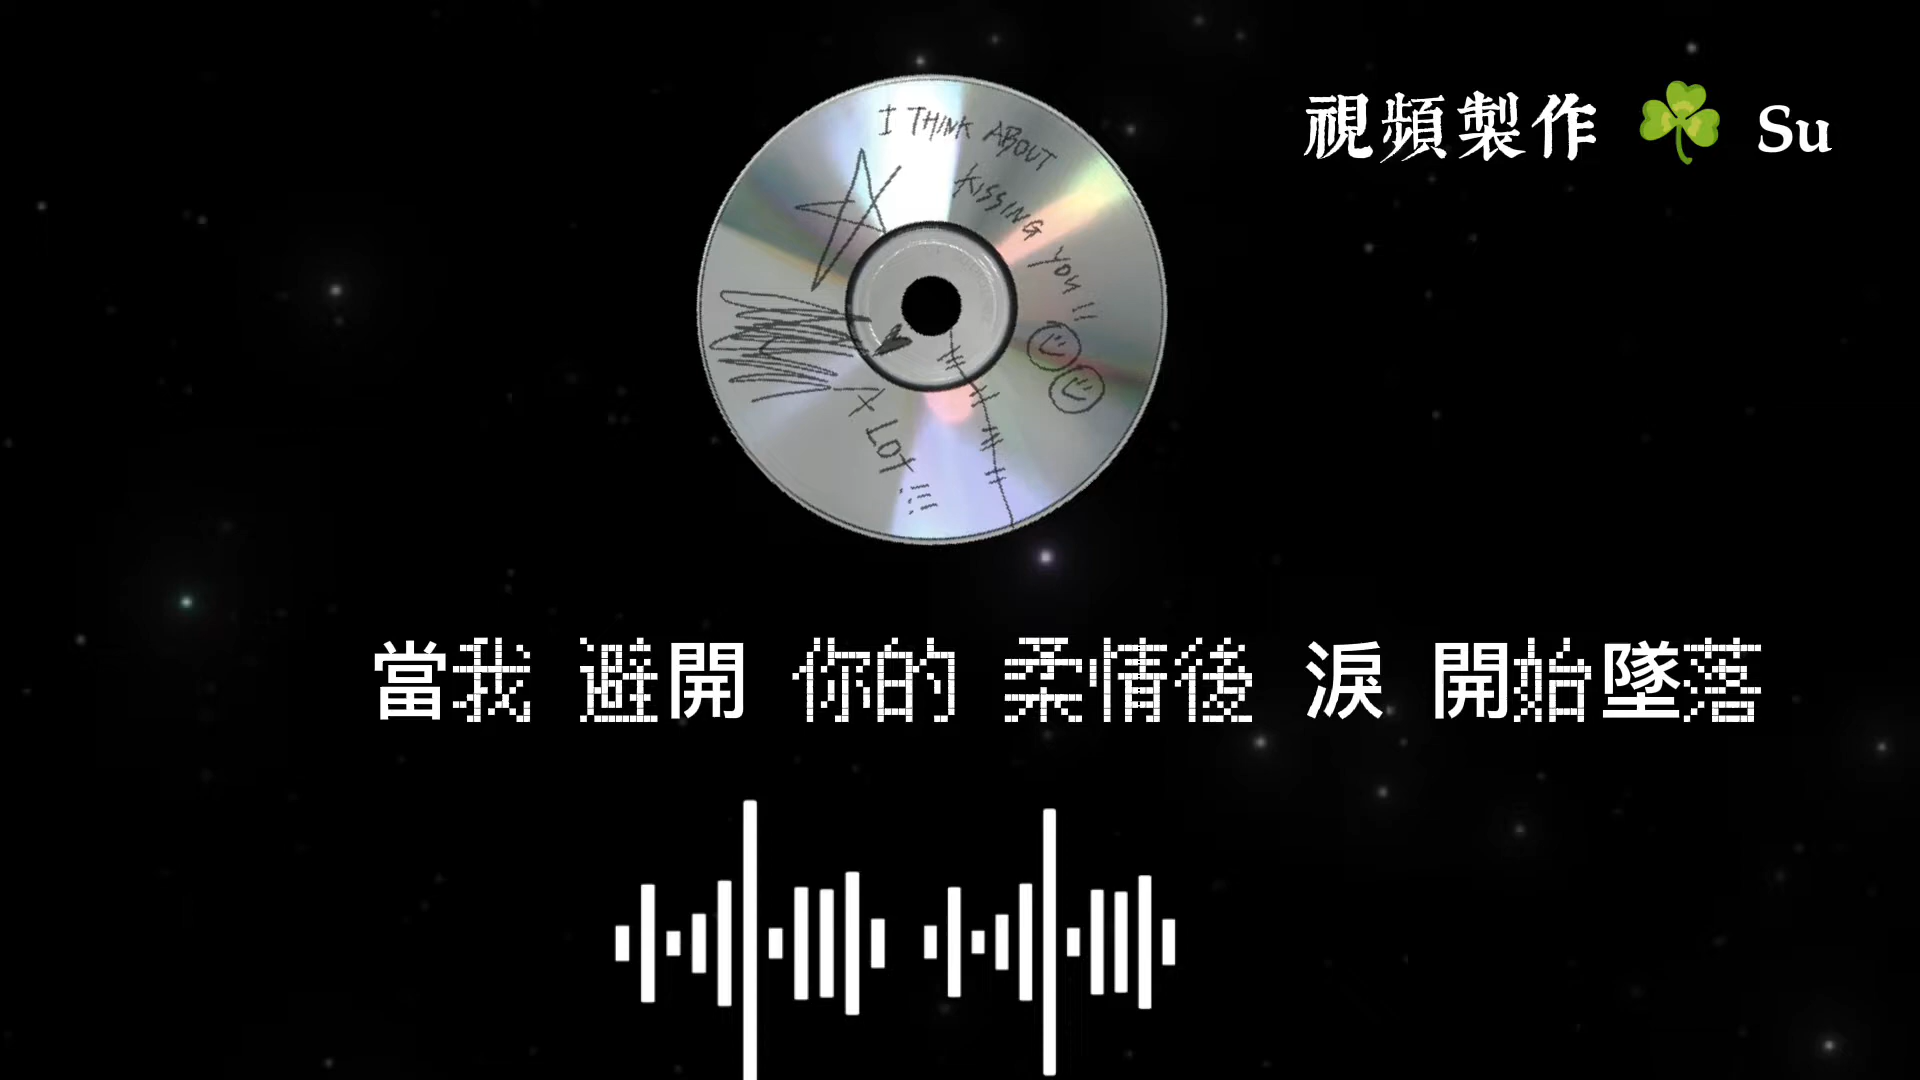 視頻製作 ☘️ Su
I THINK ABOUT
KISSING YOU !!
A LOT !!!
當我 避開 你的 柔情後 淚 開始墜落